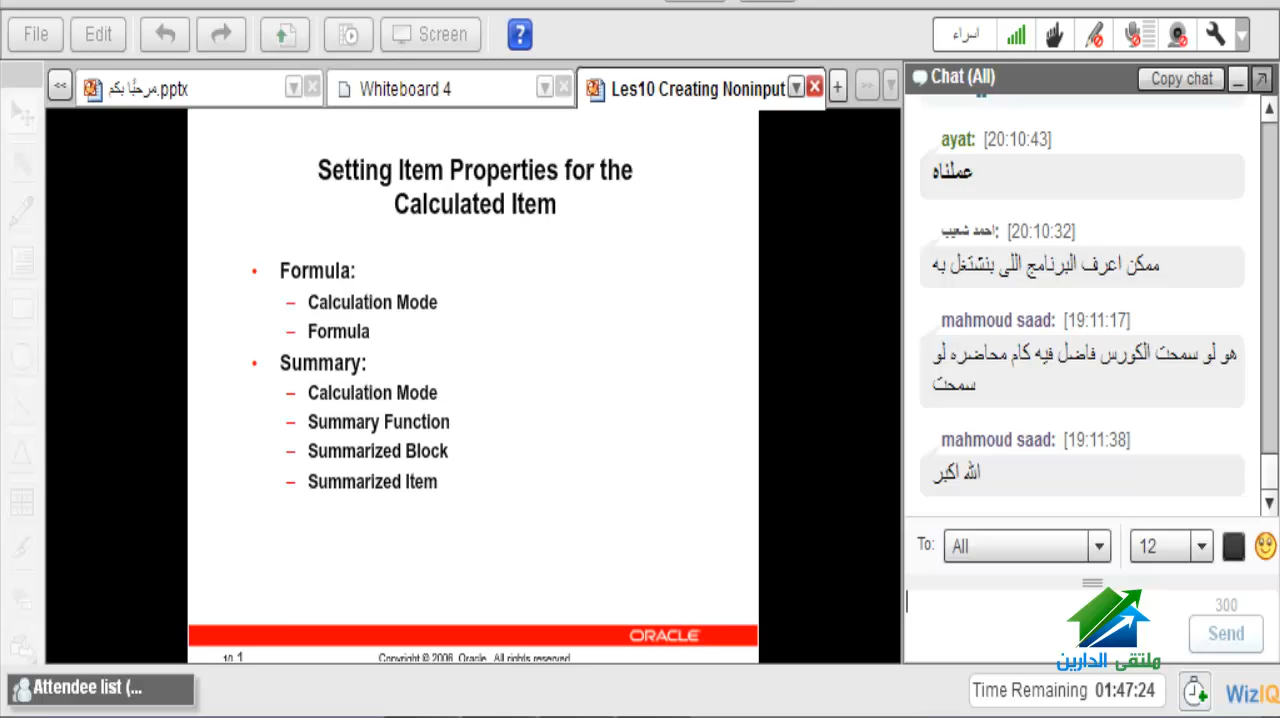 File
Edit
Screen
?
اسراء
<<
مرحبًا بكم.pptx
Whiteboard 4
Les10 Creating Noninput
+
>>
Chat (All)
Copy chat
Setting Item Properties for the
Calculated Item
• Formula:
– Calculation Mode
– Formula
• Summary:
– Calculation Mode
– Summary Function
– Summarized Block
– Summarized Item
ORACLE
10 1
Copyright © 2006, Oracle. All rights reserved.
ayat: [20:10:43]
عملناه
احمد شعيب: [20:10:32]
ممكن اعرف البرنامج اللى بنشتغل به
mahmoud saad: [19:11:17]
هو لو سمحت الكورس فاضل فيه كام محاضره لو
سمحت
mahmoud saad: [19:11:38]
الله اكبر
To:
All
12
300
Send
ملتقى الدارين
Attendee list (...
Time Remaining 01:47:24
WizIQ